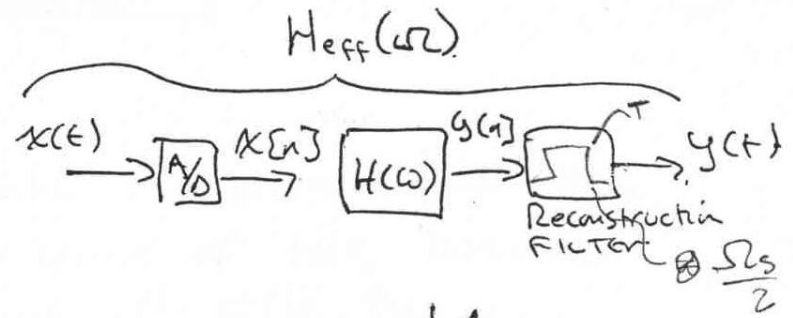 Heff(Ω)
x(t) A/D x[n] H(ω) y[n] T y(t)
Reconstruction
FILTER @ Ωs/2